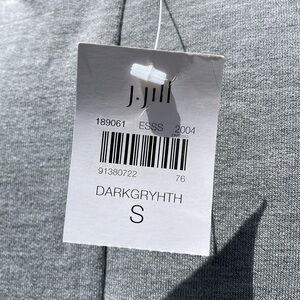 j.jill
189061 ESSS 2004
91380722 76
DARKGRYHTH
S